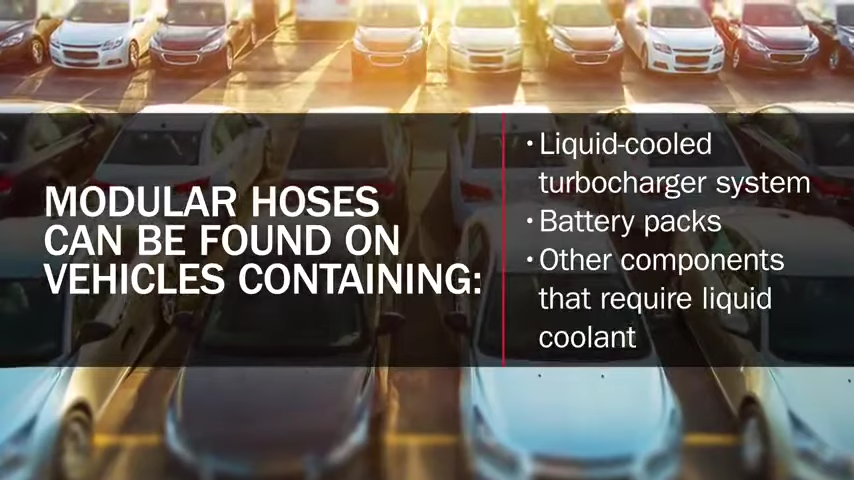 MODULAR HOSES
CAN BE FOUND ON
VEHICLES CONTAINING:
• Liquid-cooled
turbocharger system
• Battery packs
• Other components
that require liquid
coolant